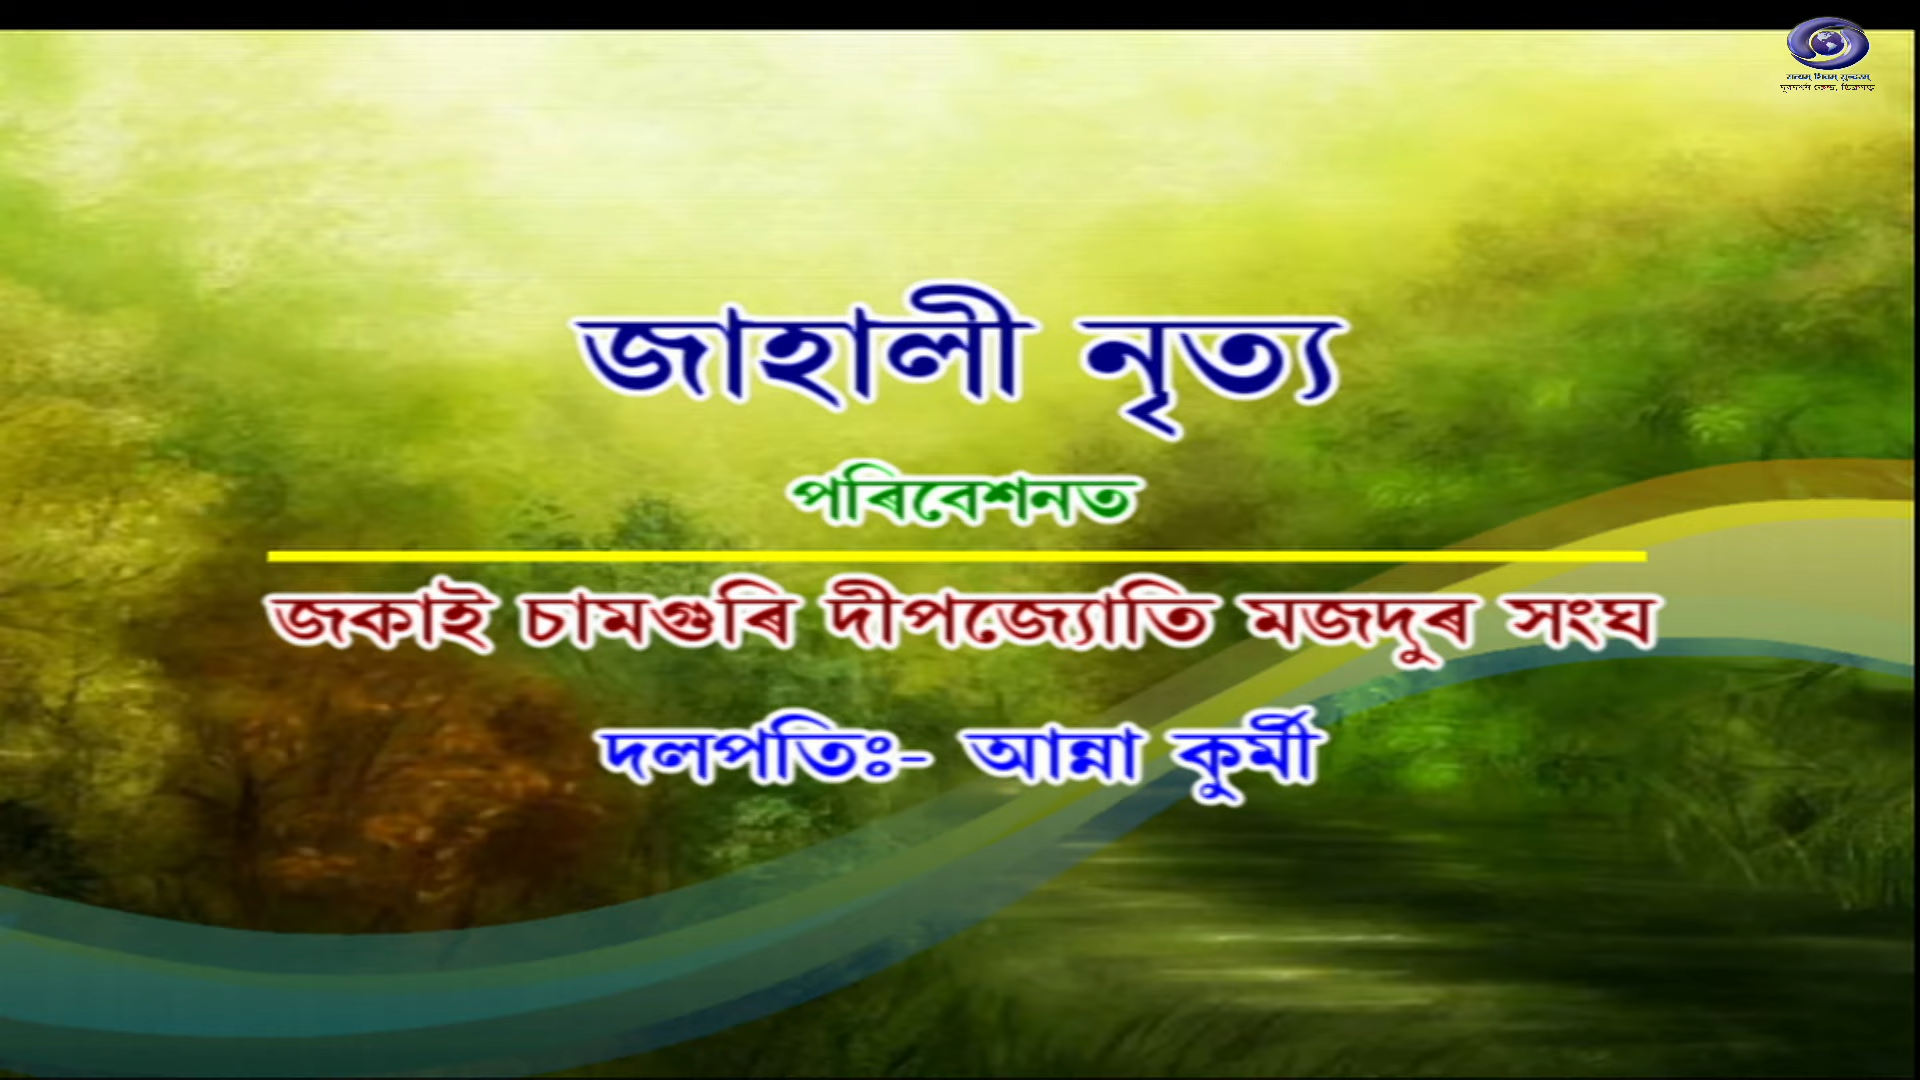 জাহালী নৃত্য
পৰিবেশনত
জকাই চামগুৰি দীপজ্যোতি মজদুৰ সংঘ
দলপতিঃ- আন্না কুৰ্মী